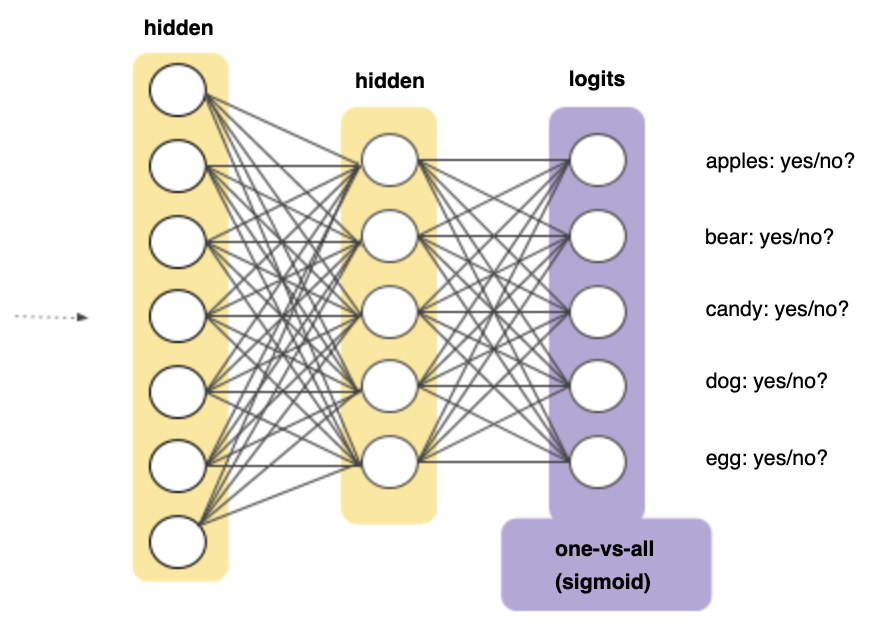 hidden
hidden
logits
apples: yes/no?
bear: yes/no?
candy: yes/no?
dog: yes/no?
egg: yes/no?
one-vs-all
(sigmoid)